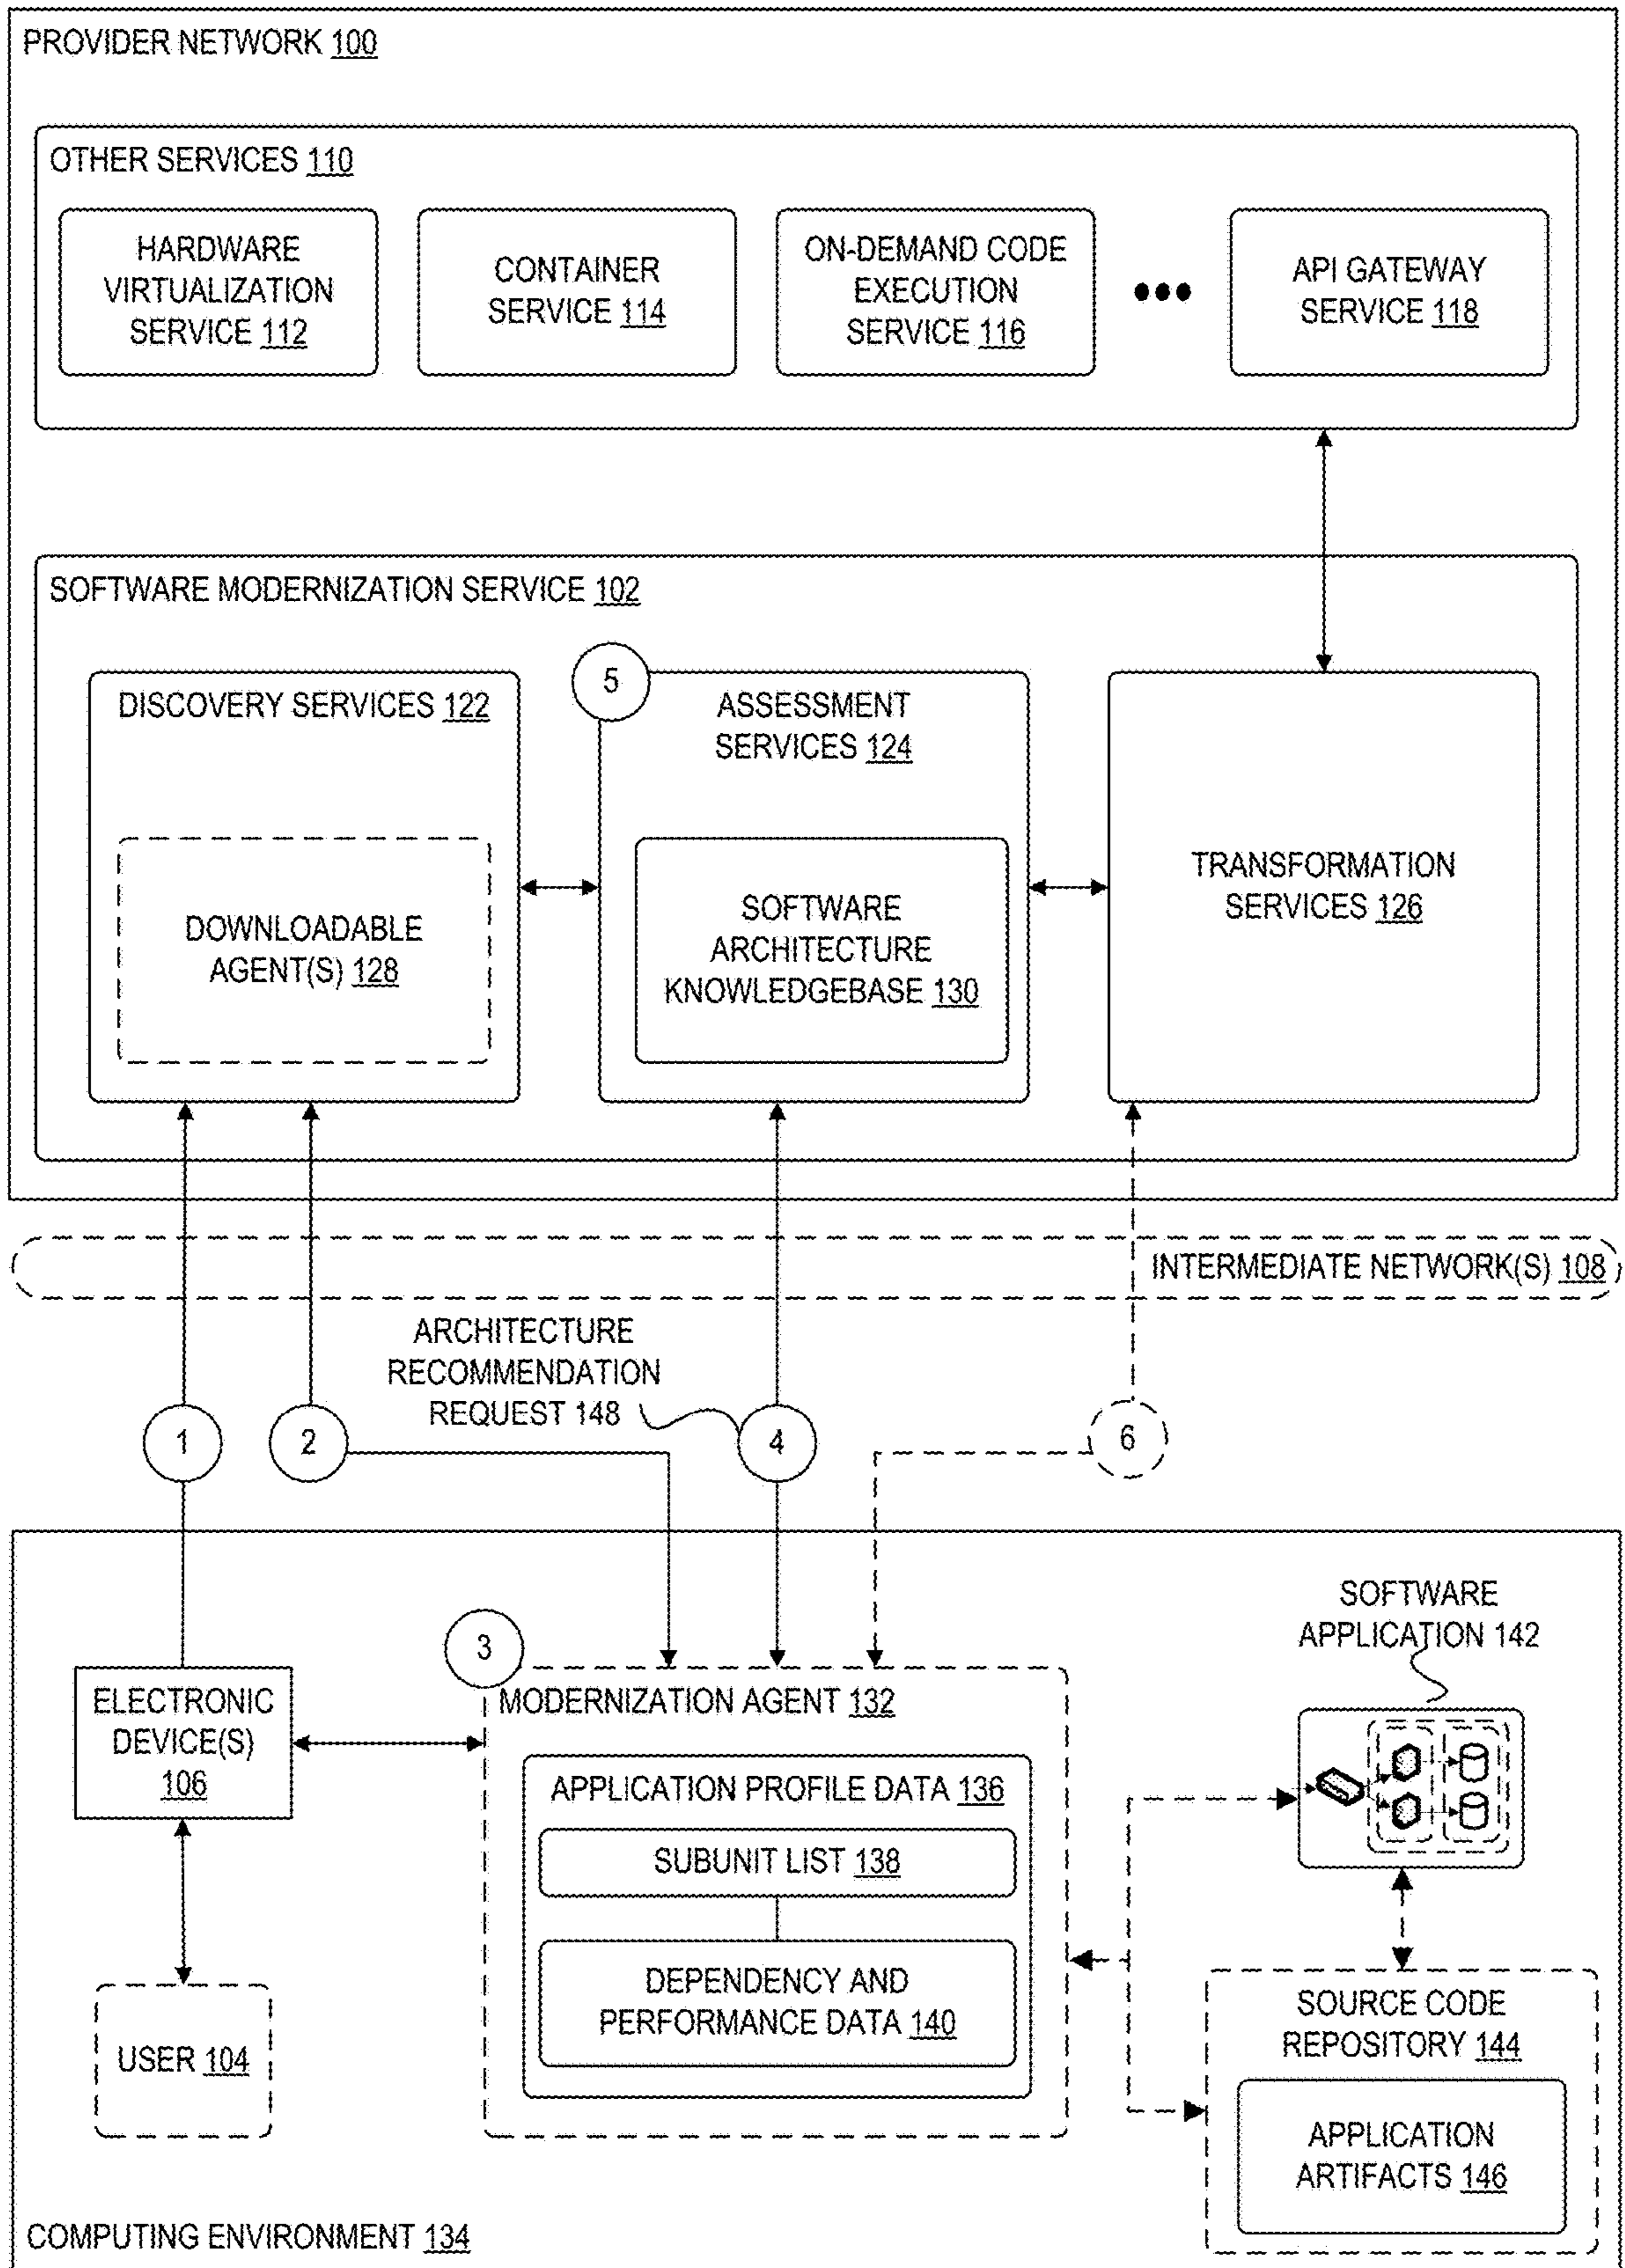 PROVIDER NETWORK 100
OTHER SERVICES 110
HARDWARE
VIRTUALIZATION
SERVICE 112
CONTAINER
SERVICE 114
ON-DEMAND CODE
EXECUTION
SERVICE 116
API GATEWAY
SERVICE 118
SOFTWARE MODERNIZATION SERVICE 102
DISCOVERY SERVICES 122
DOWNLOADABLE
AGENT(S) 128
5
ASSESSMENT
SERVICES 124
SOFTWARE
ARCHITECTURE
KNOWLEDGEBASE 130
TRANSFORMATION
SERVICES 126
INTERMEDIATE NETWORK(S) 108
ARCHITECTURE
RECOMMENDATION
REQUEST 148
1
2
4
6
3
ELECTRONIC
DEVICE(S)
106
USER 104
MODERNIZATION AGENT 132
APPLICATION PROFILE DATA 136
SUBUNIT LIST 138
DEPENDENCY AND
PERFORMANCE DATA 140
SOFTWARE
APPLICATION 142
SOURCE CODE
REPOSITORY 144
APPLICATION
ARTIFACTS 146
COMPUTING ENVIRONMENT 134